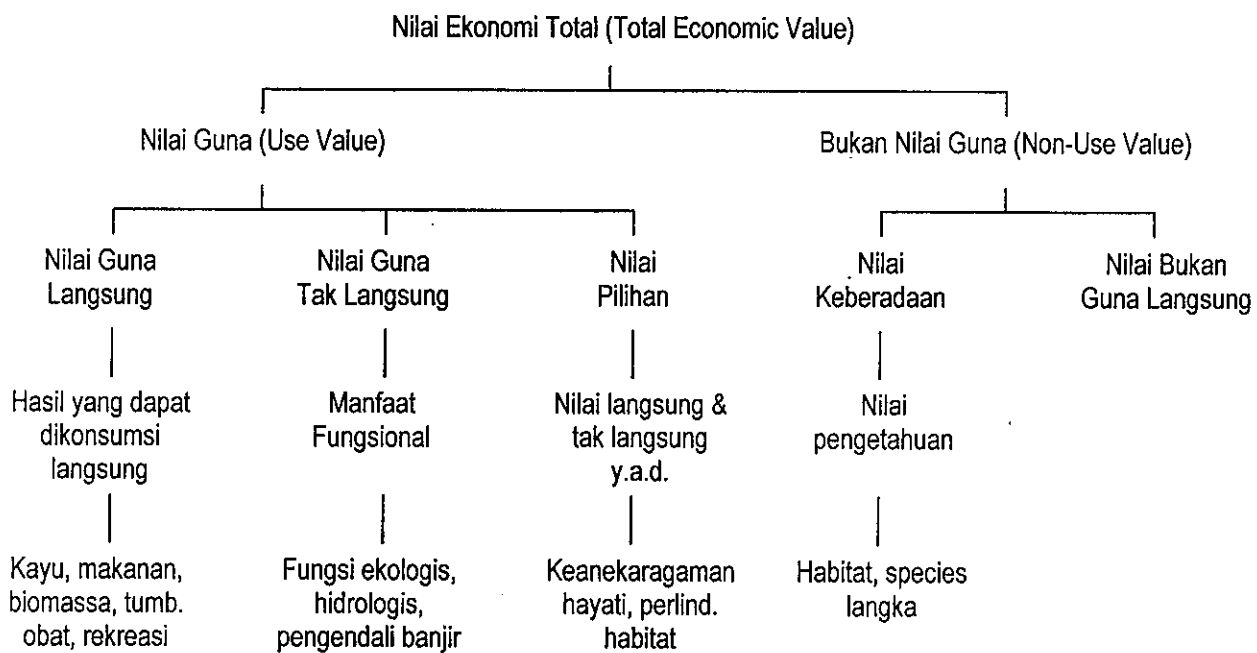 Nilai Ekonomi Total (Total Economic Value)
Nilai Guna (Use Value)
Bukan Nilai Guna (Non-Use Value)
Nilai Guna
Langsung
Nilai Guna
Tak Langsung
Nilai
Pilihan
Nilai
Keberadaan
Nilai Bukan
Guna Langsung
Hasil yang dapat
dikonsumsi
langsung
Manfaat
Fungsional
Nilai langsung &
tak langsung
y.a.d.
Nilai
pengetahuan
Kayu, makanan,
biomassa, tumb.
obat, rekreasi
Fungsi ekologis,
hidrologis,
pengendali banjir
Keanekaragaman
hayati, perlind.
habitat
Habitat, species
langka